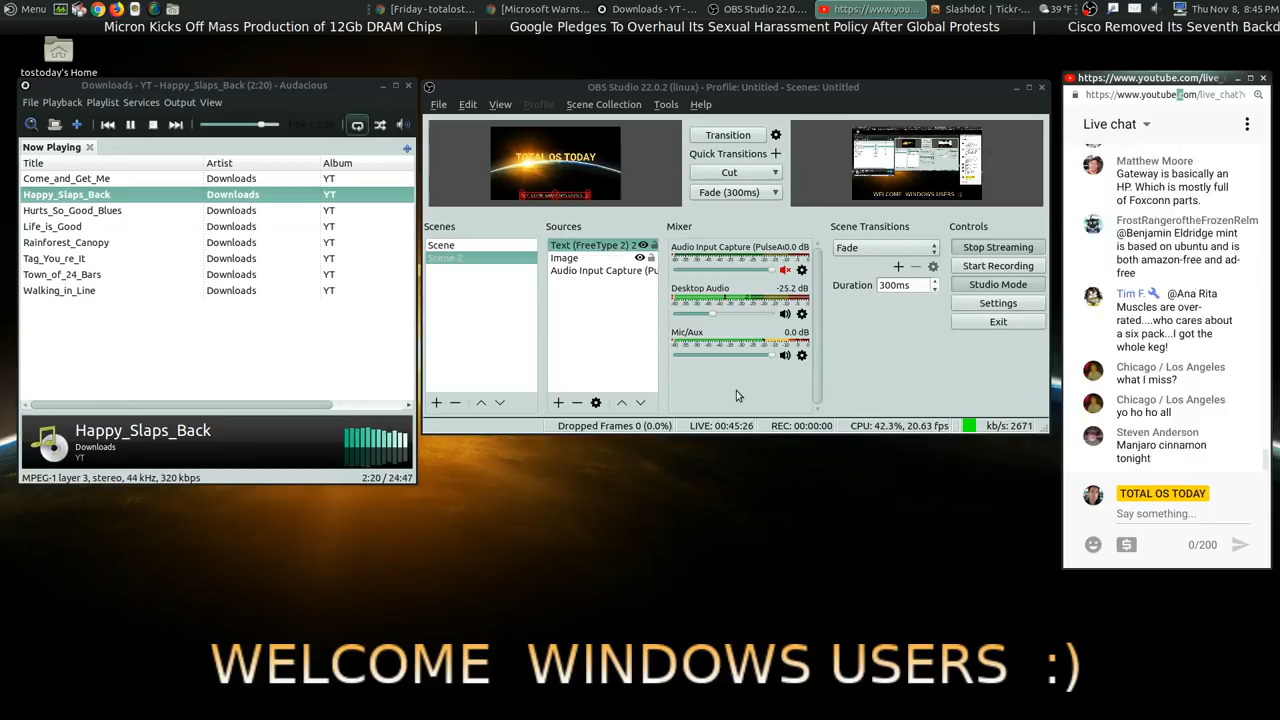 Menu
[Friday - totalost...
[Microsoft Warns...
Downloads - YT - ...
OBS Studio 22.0....
https://www.you...
Slashdot | Tickr-...
39 °F
Thu Nov 8, 8:45 PM
Micron Kicks Off Mass Production of 12Gb DRAM Chips | Google Pledges To Overhaul Its Sexual Harassment Policy After Global Protests | Cisco Removed Its Seventh Backd
tostoday's Home
Downloads - YT - Happy_Slaps_Back (2:20) - Audacious
File Playback Playlist Services Output View
Now Playing
Title Artist Album
Come_and_Get_Me Downloads YT
Happy_Slaps_Back Downloads YT
Hurts_So_Good_Blues Downloads YT
Life_is_Good Downloads YT
Rainforest_Canopy Downloads YT
Tag_You_re_It Downloads YT
Town_of_24_Bars Downloads YT
Walking_in_Line Downloads YT
Happy_Slaps_Back
Downloads
YT
MPEG-1 layer 3, stereo, 44 kHz, 320 kbps 2:20 / 24:47
OBS Studio 22.0.2 (linux) - Profile: Untitled - Scenes: Untitled
File Edit View Profile Scene Collection Tools Help
TOTAL OS TODAY
WELCOME WINDOWS USERS :)
Transition
Quick Transitions
Cut
Fade (300ms)
WELCOME WINDOWS USERS :)
Scenes
Scene
Scene 2
Sources
Text (FreeType 2) 2
Image
Audio Input Capture (Pu
Mixer
Audio Input Capture (PulseAu 0.0 dB
Desktop Audio -25.2 dB
Mic/Aux 0.0 dB
Scene Transitions
Fade
Duration 300ms
Controls
Stop Streaming
Start Recording
Studio Mode
Settings
Exit
Dropped Frames 0 (0.0%) LIVE: 00:45:26 REC: 00:00:00 CPU: 42.3%, 20.63 fps kb/s: 2671
https://www.youtube.com/live_
https://www.youtube.com/live_chat?
Live chat
Matthew Moore
Gateway is basically an
HP. Which is mostly full
of Foxconn parts.
FrostRangeroftheFrozenRelm
@Benjamin Eldridge mint
is based on ubuntu and is
both amazon-free and ad-
free
Tim F. @Ana Rita
Muscles are over-
rated....who cares about
a six pack...I got the
whole keg!
Chicago / Los Angeles
what I miss?
Chicago / Los Angeles
yo ho ho all
Steven Anderson
Manjaro cinnamon
tonight
TOTAL OS TODAY
Say something...
0/200
WELCOME WINDOWS USERS :)